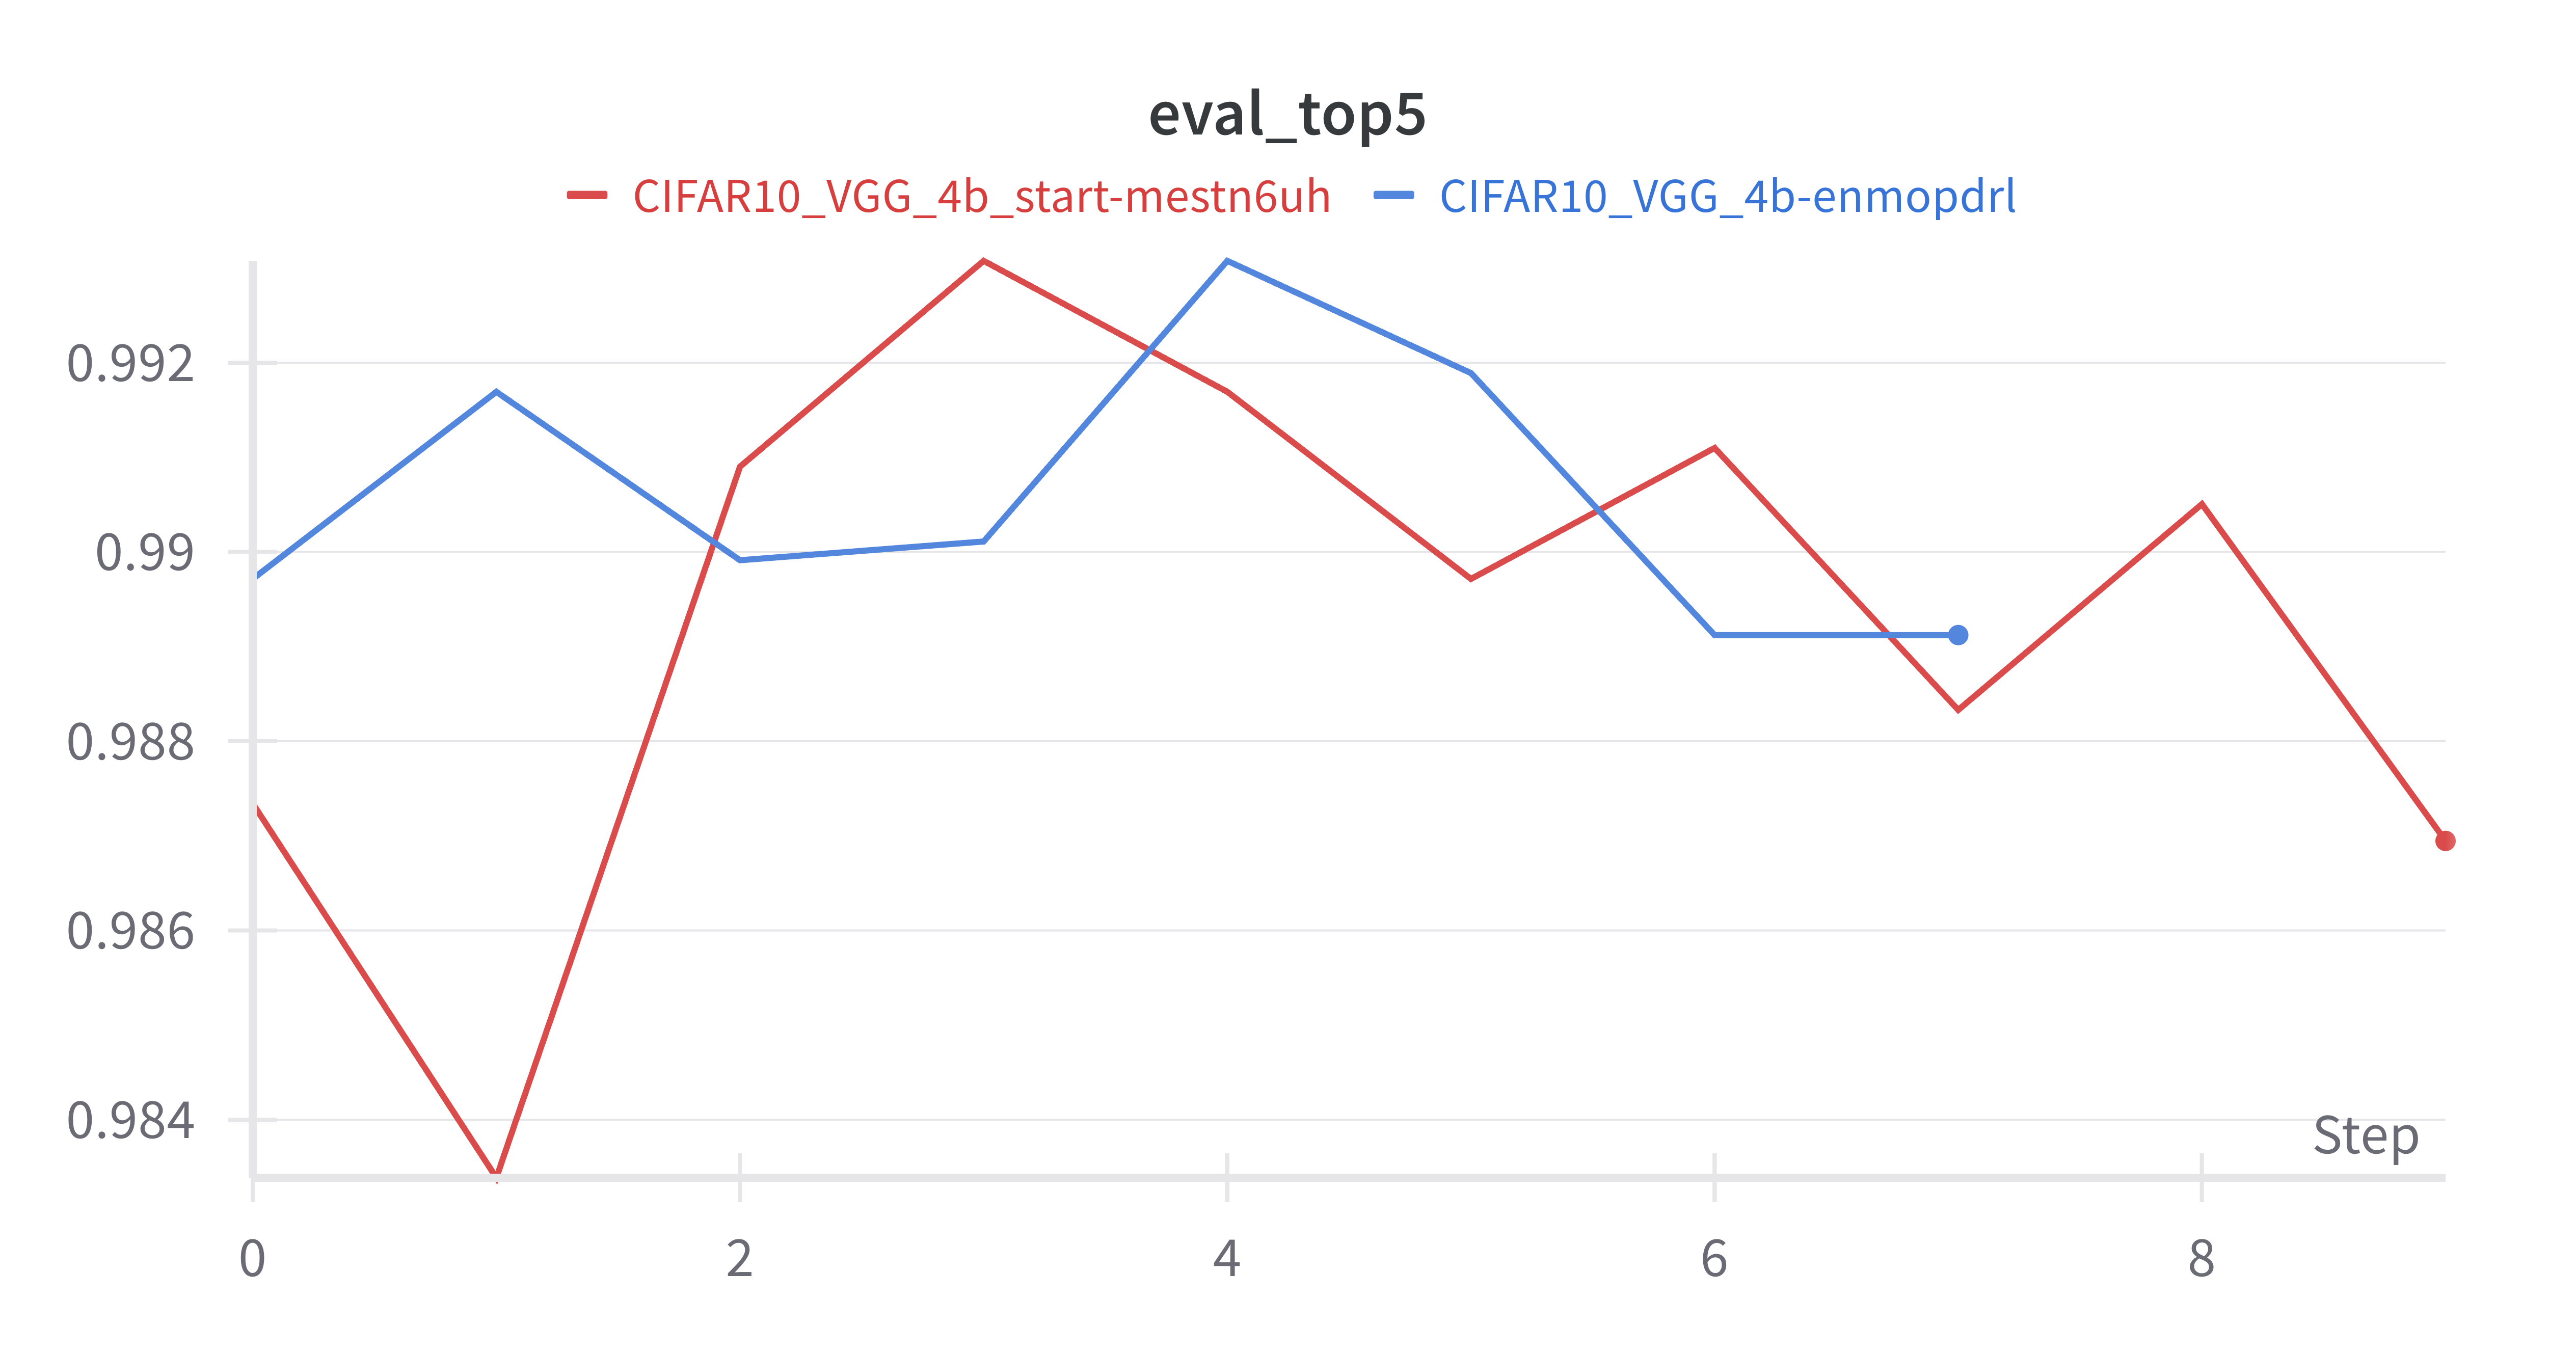 eval_top5
CIFAR10_VGG_4b_start-mestn6uh CIFAR10_VGG_4b-enmopdrl
0.992
0.99
0.988
0.986
0.984
Step
0 2 4 6 8